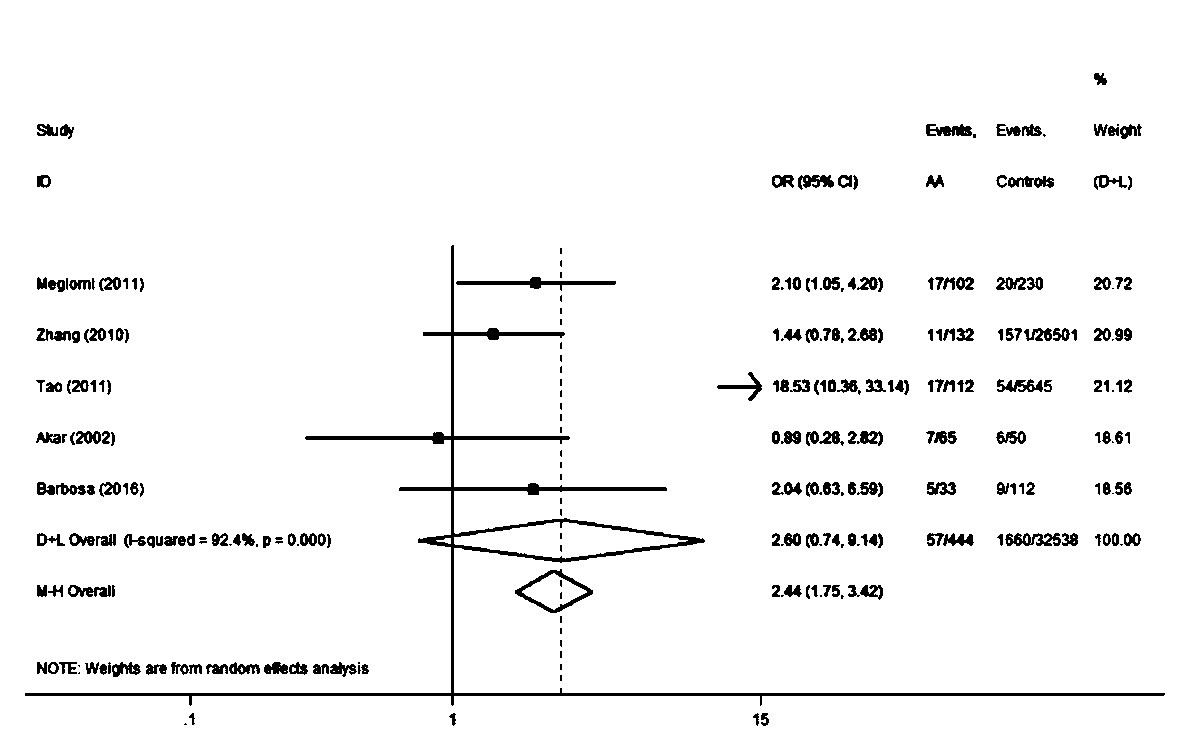 %
Study Events, Events, Weight
ID OR (95% CI) AA Controls (D+L)
Megiorni (2011) 2.10 (1.05, 4.20) 17/102 20/230 20.72
Zhang (2010) 1.44 (0.78, 2.68) 11/132 1571/26501 20.99
Tao (2011) 18.53 (10.36, 33.14) 17/112 54/5645 21.12
Akar (2002) 0.89 (0.28, 2.82) 7/65 6/50 18.61
Barbosa (2016) 2.04 (0.63, 6.59) 5/33 9/112 18.56
D+L Overall (I-squared = 92.4%, p = 0.000) 2.60 (0.74, 9.14) 57/444 1660/32538 100.00
M-H Overall 2.44 (1.75, 3.42)
NOTE: Weights are from random effects analysis
.1 1 15